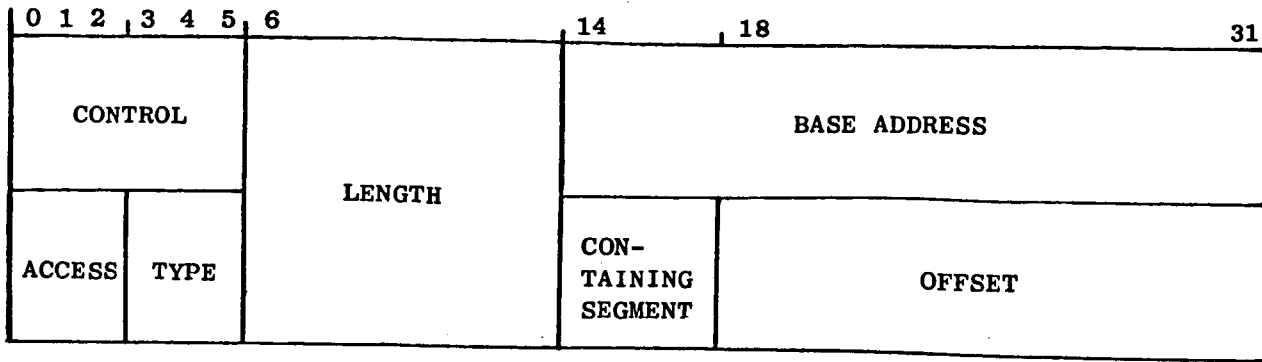 0 1 2 3 4 5 6 14 18 31
CONTROL
BASE ADDRESS
LENGTH
ACCESS
TYPE
CON-
TAINING
SEGMENT
OFFSET